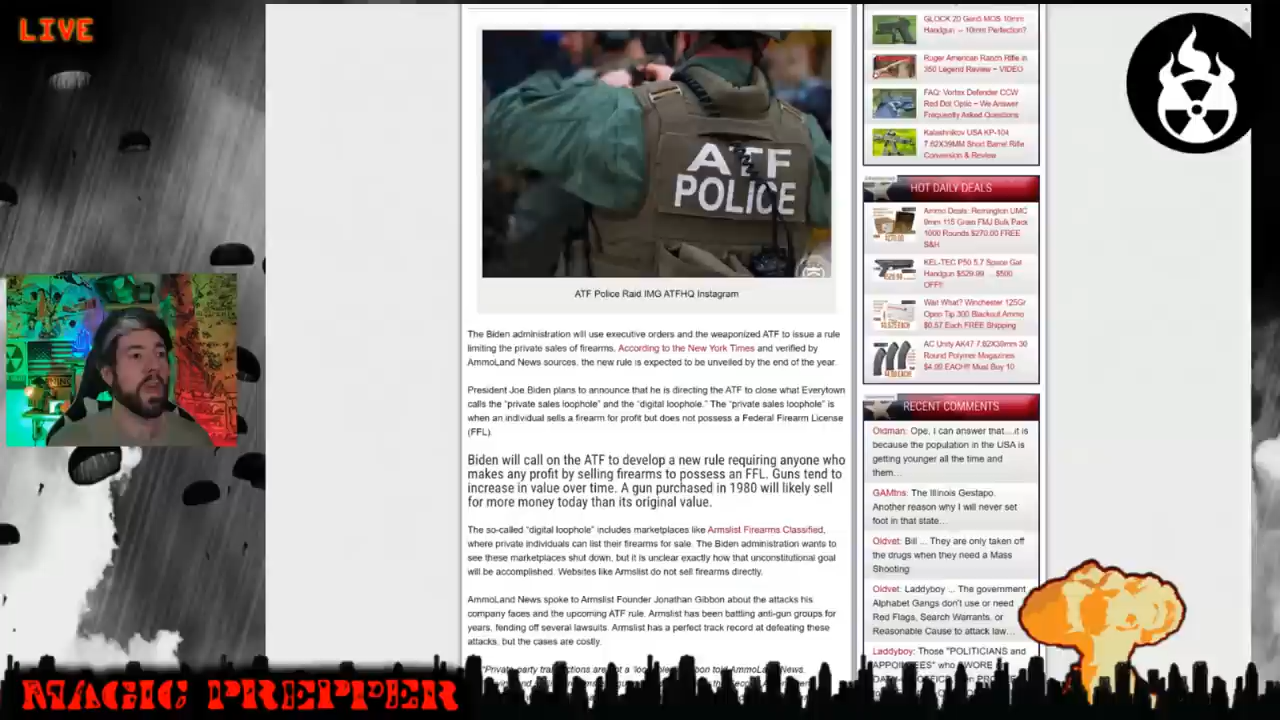 LIVE
ATF
POLICE
ATF Police Raid IMG ATFHQ Instagram
The Biden administration will use executive orders and the weaponized ATF to issue a rule
limiting the private sales of firearms. According to the New York Times and verified by
AmmoLand News sources, the new rule is expected to be unveiled by the end of the year.
President Joe Biden plans to announce that he is directing the ATF to close what Everytown
calls the "private sales loophole" and the "digital loophole." The "private sales loophole" is
when an individual sells a firearm for profit but does not possess a Federal Firearm License
(FFL).
Biden will call on the ATF to develop a new rule requiring anyone who
makes any profit by selling firearms to possess an FFL. Guns tend to
increase in value over time. A gun purchased in 1980 will likely sell
for more money today than its original value.
The so-called "digital loophole" includes marketplaces like Armslist Firearms Classified,
where private individuals can list their firearms for sale. The Biden administration wants to
see these marketplaces shut down, but it is unclear exactly how that unconstitutional goal
will be accomplished. Websites like Armslist do not sell firearms directly.
AmmoLand News spoke to Armslist Founder Jonathan Gibbon about the attacks his
company faces and the upcoming ATF rule. Armslist has been battling anti-gun groups for
years, fending off several lawsuits. Armslist has a perfect track record at defeating these
attacks, but the cases are costly.
"Private party transactions are not a told AmmoLand News.
GLOCK 20 Gen5 MOS 10mm
Handgun – 10mm Perfection?
Ruger American Ranch Rifle in
350 Legend Review – VIDEO
FAQ: Vortex Defender CCW
Red Dot Optic – We Answer
Frequently Asked Questions
Kalashnikov USA KP-104
7.62X39MM Short Barrel Rifle
Conversion & Review
HOT DAILY DEALS
Ammo Deals: Remington UMC
9mm 115 Grain FMJ Bulk Pack
1000 Rounds $270.00 FREE
S&H
KEL-TEC P50 5.7 Space Gat
Handgun $529.99 ...$500
OFF!!
Wait What? Winchester 125Gr
Open Tip 300 Blackout Ammo
$0.57 Each FREE Shipping
AC Unity AK47 7.62X39mm 30
Round Polymer Magazines
$4.99 EACH!!! Must Buy 10
RECENT COMMENTS
Oldman: Ope, I can answer that....it is
because the population in the USA is
getting younger all the time and
them...
GAMtns: The Illinois Gestapo.
Another reason why I will never set
foot in that state...
Oldvet: Bill ... They are only taken off
the drugs when they need a Mass
Shooting
Oldvet: Laddyboy ... The government
Alphabet Gangs don't use or need
Red Flags, Search Warrants, or
Reasonable Cause to attack law...
Laddyboy: Those "POLITICIANS and
who SWORE
MAGIC PREPPER